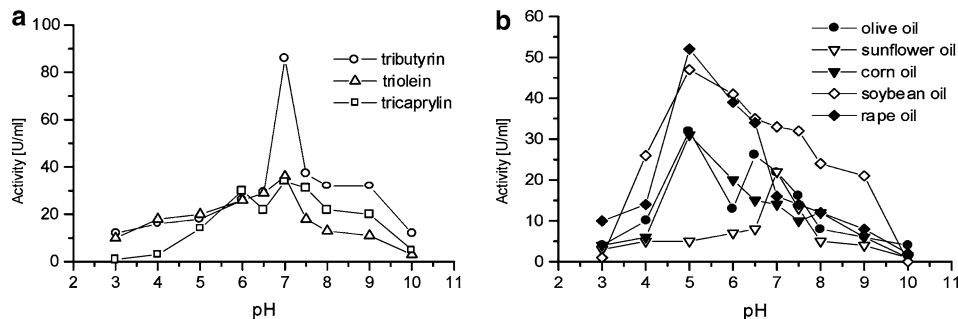 a
100
80
60
40
20
0
Activity [U/ml]
tributyrin
triolein
tricaprylin
2 3 4 5 6 7 8 9 10 11
pH
b
60
50
40
30
20
10
0
Activity [U/ml]
olive oil
sunflower oil
corn oil
soybean oil
rape oil
2 3 4 5 6 7 8 9 10 11
pH